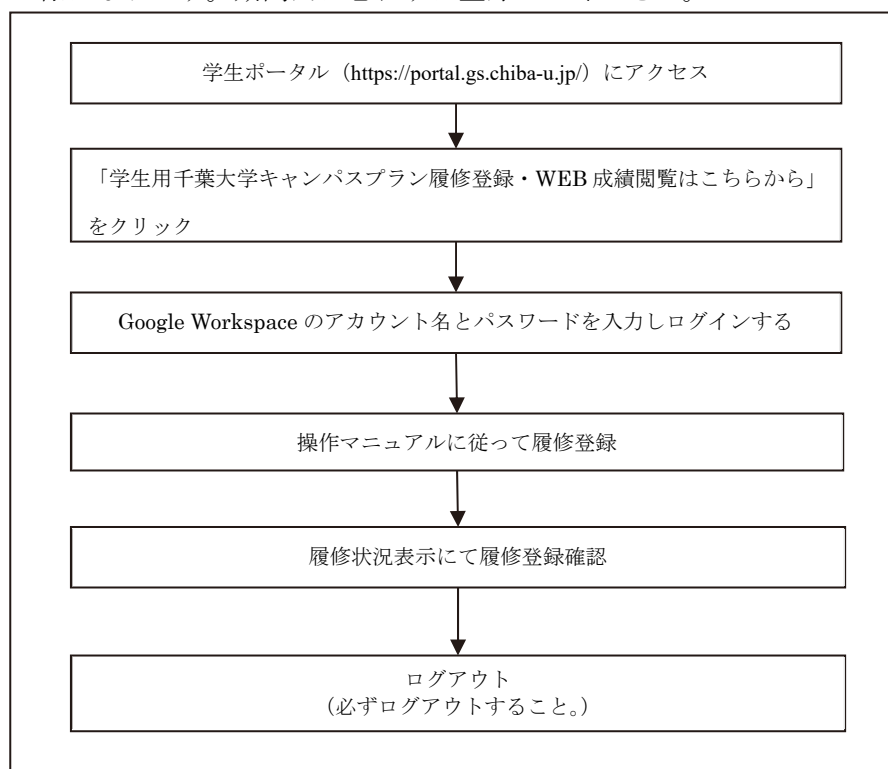 学生ポータル（https://portal.gs.chiba-u.jp/）にアクセス
「学生用千葉大学キャンパスプラン履修登録・WEB 成績閲覧はこちらから」
をクリック
Google Workspace のアカウント名とパスワードを入力しログインする
操作マニュアルに従って履修登録
履修状況表示にて履修登録確認
ログアウト
（必ずログアウトすること。）